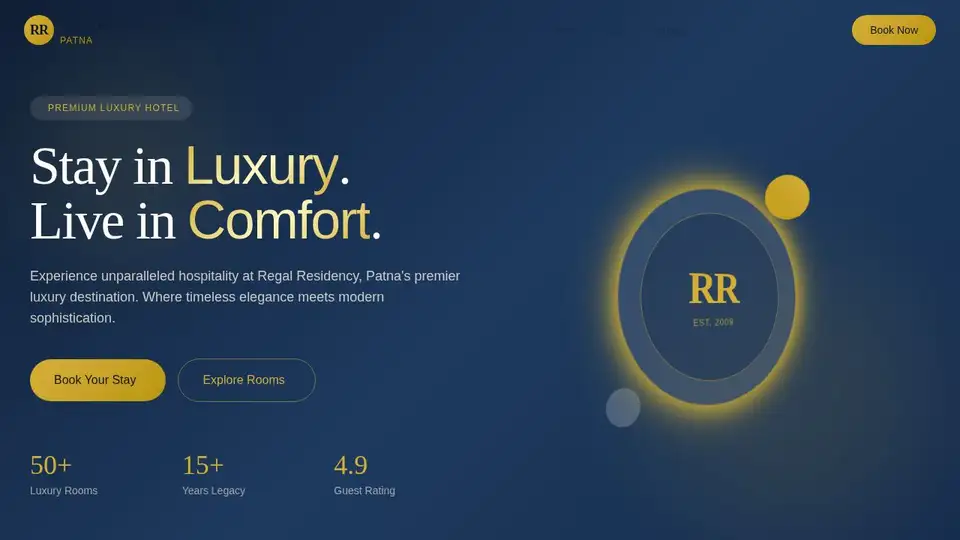 RR
PATNA
Book Now
PREMIUM LUXURY HOTEL
Stay in Luxury.
Live in Comfort.
Experience unparalleled hospitality at Regal Residency, Patna's premier
luxury destination. Where timeless elegance meets modern
sophistication.
Book Your Stay
Explore Rooms
RR
EST. 2009
50+
Luxury Rooms
15+
Years Legacy
4.9
Guest Rating